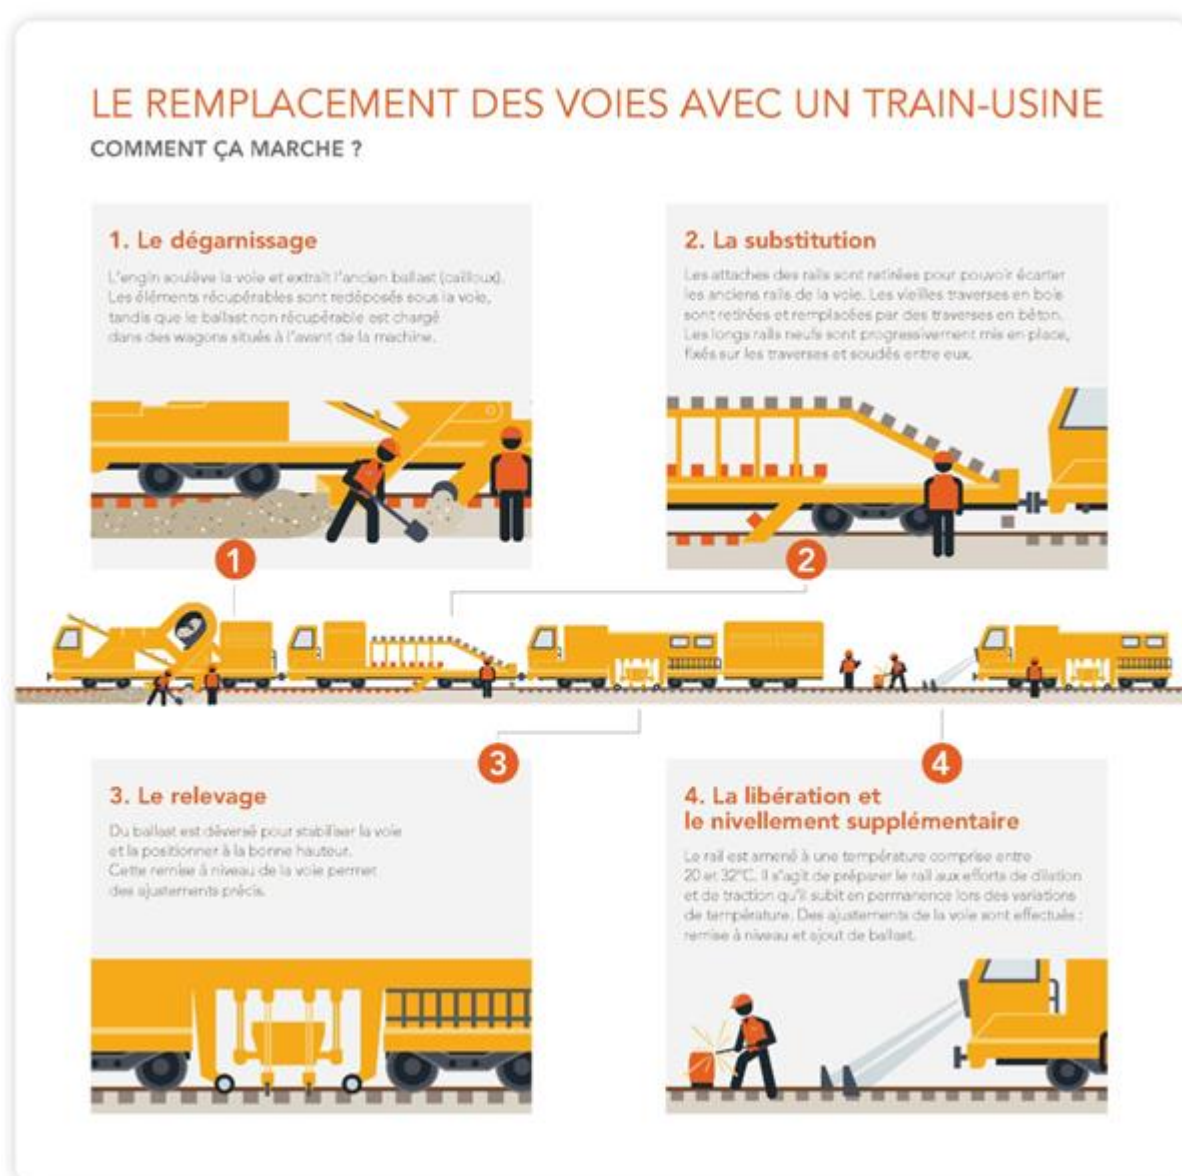 LE REMPLACEMENT DES VOIES AVEC UN TRAIN-USINE
COMMENT ÇA MARCHE ?
1. Le dégarnissage
L'engin soulève la voie et extrait l'ancien ballast (cailloux).
Les éléments récupérables sont redéposés sous la voie,
tandis que le ballast non récupérable est chargé
dans des wagons situés à l'avant de la machine.
2. La substitution
Les attaches des rails sont retirées pour pouvoir écarter
les anciens rails de la voie. Les vieilles traverses en bois
sont retirées et remplacées par des traverses en béton.
Les longs rails neufs sont progressivement mis en place,
fixés sur les traverses et soudés entre eux.
1
2
3
4
3. Le relevage
Du ballast est déversé pour stabiliser la voie
et la positionner à la bonne hauteur.
Cette remise à niveau de la voie permet
des ajustements précis.
4. La libération et
le nivellement supplémentaire
Le rail est amené à une température comprise entre
20 et 32°C. Il s'agit de préparer le rail aux efforts de dilation
et de traction qu'il subit en permanence lors des variations
de température. Des ajustements de la voie sont effectués :
remise à niveau et ajout de ballast.